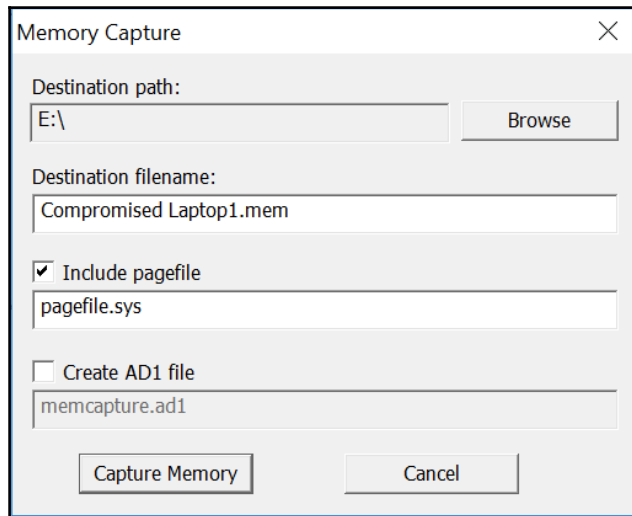 Memory Capture
Destination path:
E:\
Browse
Destination filename:
Compromised Laptop1.mem
Include pagefile
pagefile.sys
Create AD1 file
memcapture.ad1
Capture Memory
Cancel